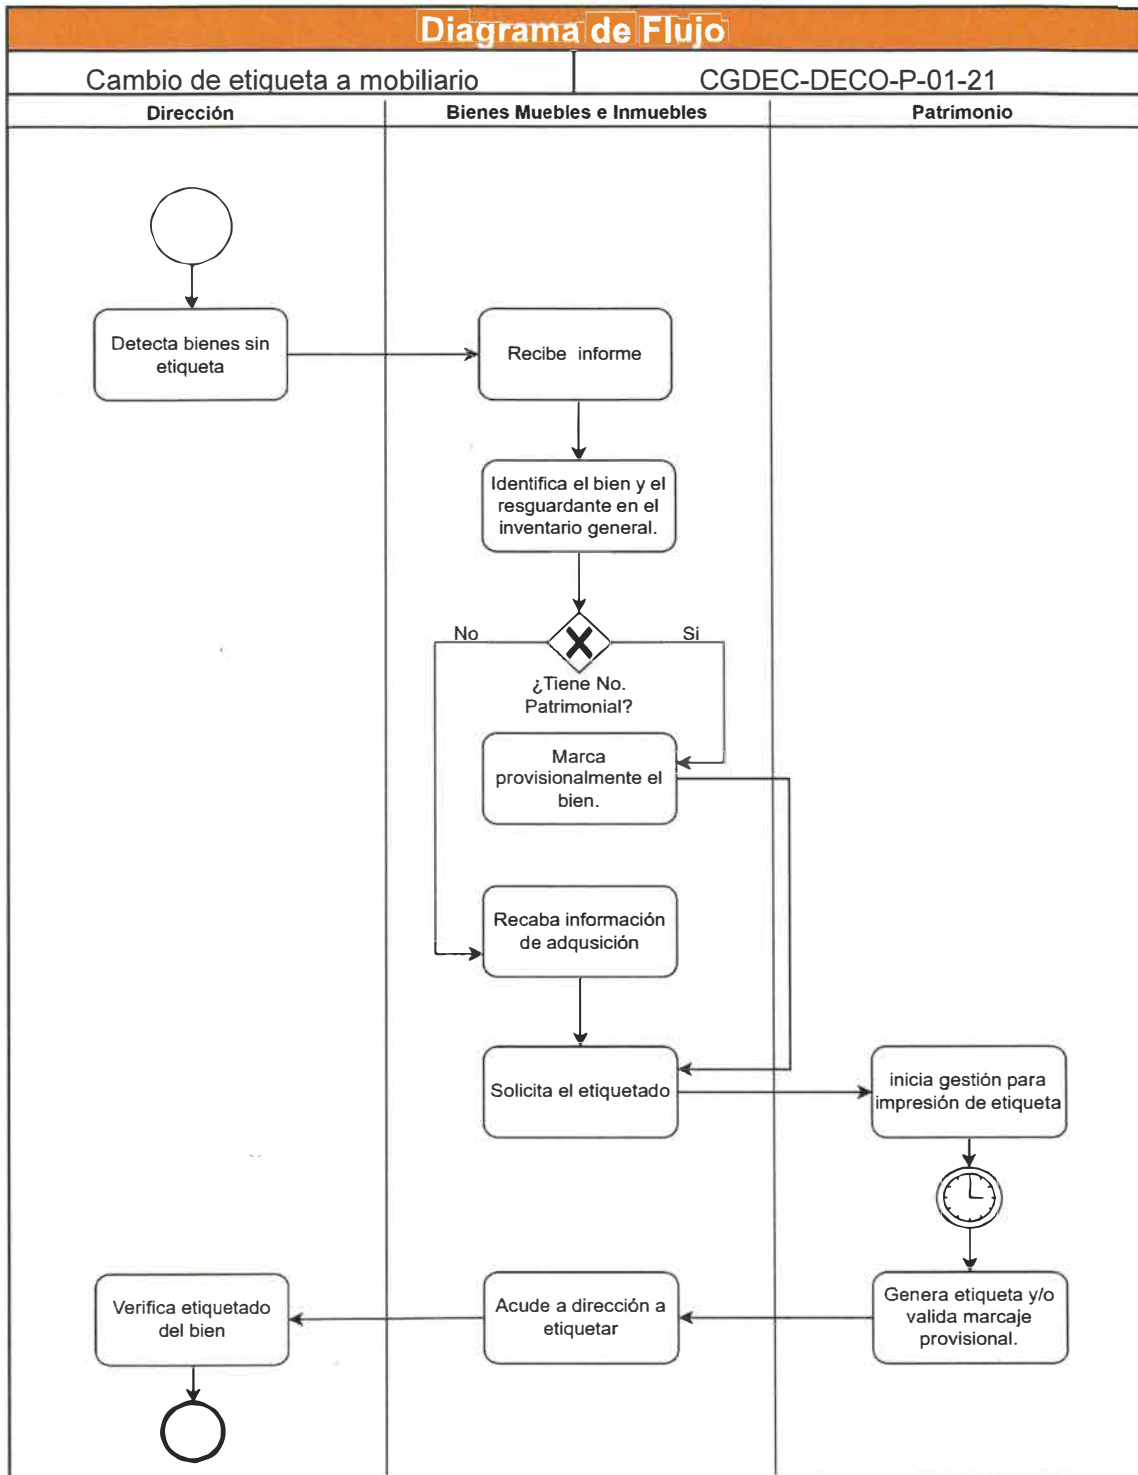 Diagrama de Flujo
Cambio de etiqueta a mobiliario
CGDEC-DECO-P-01-21
Dirección
Bienes Muebles e Inmuebles
Patrimonio
Detecta bienes sin
etiqueta
Recibe informe
Identifica el bien y el
resguardante en el
inventario general.
No
Si
¿Tiene No.
Patrimonial?
Marca
provisionalmente el
bien.
Recaba información
de adqusición
Solicita el etiquetado
inicia gestión para
impresión de etiqueta
Genera etiqueta y/o
valida marcaje
provisional.
Acude a dirección a
etiquetar
Verifica etiquetado
del bien